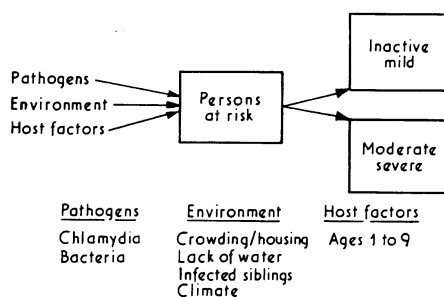 Pathogens
Environment
Host factors
Persons
at risk
Inactive
mild
Moderate
severe
Pathogens
Chlamydia
Bacteria
Environment
Crowding/housing
Lack of water
Infected siblings
Climate
Host factors
Ages 1 to 9